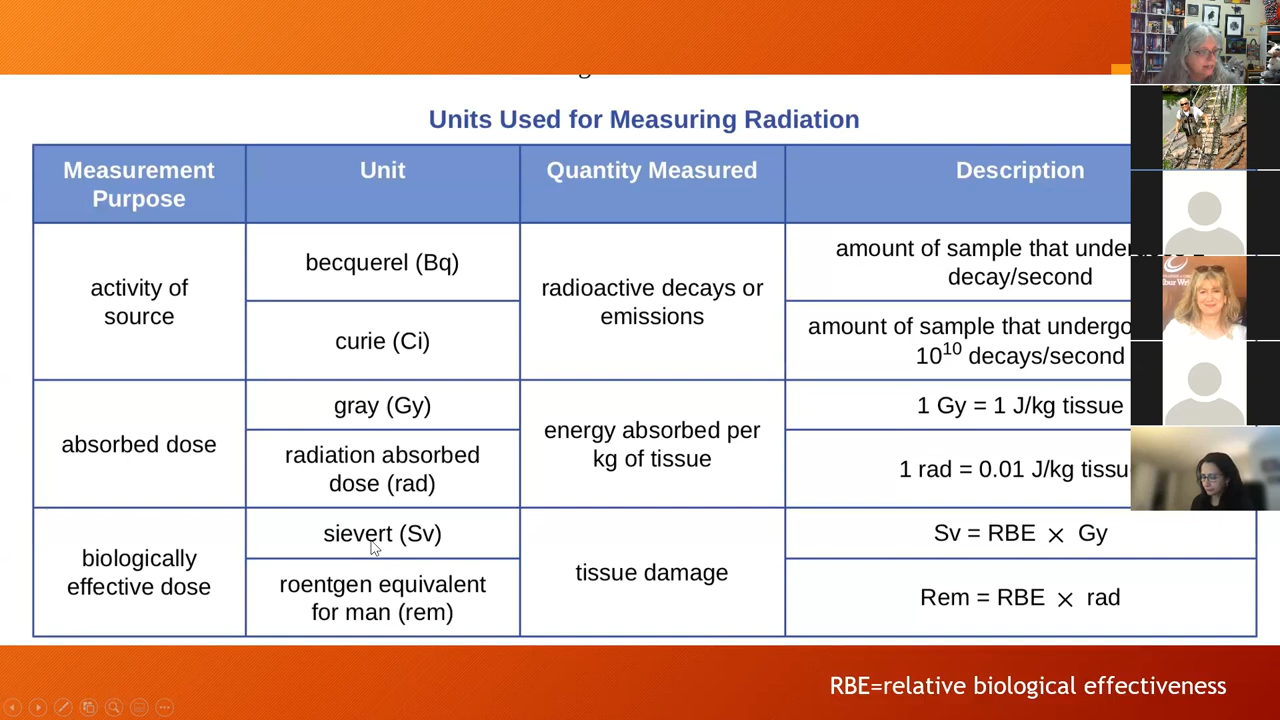 Units Used for Measuring Radiation
Measurement
Purpose
Unit
Quantity Measured
Description
activity of
source
becquerel (Bq)
radioactive decays or
emissions
amount of sample that
decay/second
curie (Ci)
amount of sample that
10¹⁰ decays/second
absorbed dose
gray (Gy)
energy absorbed per
kg of tissue
1 Gy = 1 J/kg tissue
radiation absorbed
dose (rad)
1 rad = 0.01 J/kg
biologically
effective dose
sievert (Sv)
tissue damage
Sv = RBE × Gy
roentgen equivalent
for man (rem)
Rem = RBE × rad
RBE=relative biological effectiveness